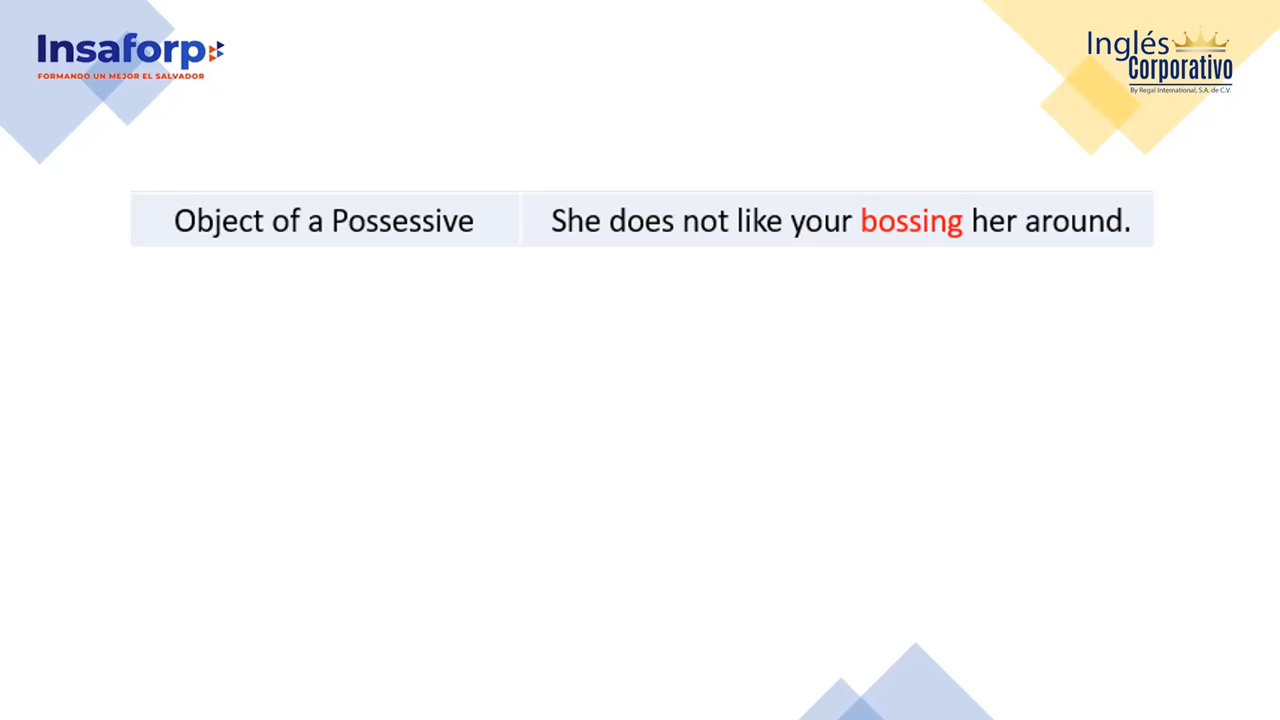 Insaforp
FORMANDO UN MEJOR EL SALVADOR
Inglés
Corporativo
By Regal International, S.A. de C.V.
Object of a Possessive
She does not like your bossing her around.